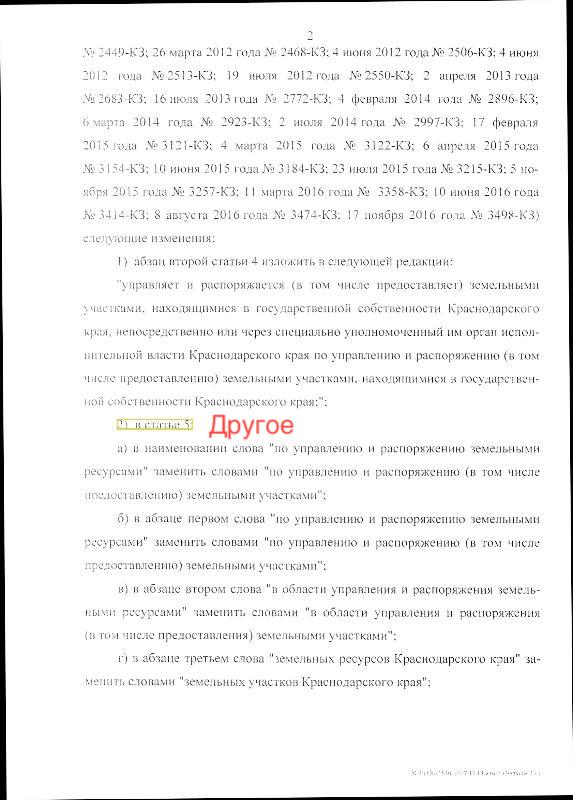 2
№ 2449-КЗ; 26 марта 2012 года № 2468-КЗ; 4 июня 2012 года № 2506-КЗ; 4 июня
2012 года № 2513-КЗ; 19 июля 2012 года № 2550-КЗ; 2 апреля 2013 года
№ 2683-КЗ; 16 июля 2013 года № 2772-КЗ; 4 февраля 2014 года № 2896-КЗ;
6 марта 2014 года № 2923-КЗ; 2 июля 2014 года № 2997-КЗ; 17 февраля
2015 года № 3121-КЗ; 4 марта 2015 года № 3122-КЗ; 6 апреля 2015 года
№ 3154-КЗ; 10 июня 2015 года № 3184-КЗ; 23 июля 2015 года № 3215-КЗ; 5 но-
ября 2015 года № 3257-КЗ; 11 марта 2016 года № 3358-КЗ; 10 июня 2016 года
№ 3414-КЗ; 8 августа 2016 года № 3474-КЗ; 17 ноября 2016 года № 3498-КЗ)
следующие изменения:
1) абзац второй статьи 4 изложить в следующей редакции:
"управляет и распоряжается (в том числе предоставляет) земельными
участками, находящимися в государственной собственности Краснодарского
края, непосредственно или через специально уполномоченный им орган испол-
нительной власти Краснодарского края по управлению и распоряжению (в том
числе предоставлению) земельными участками, находящимися в государствен-
ной собственности Краснодарского края;";
2) в статье 5: Другое
а) в наименовании слова "по управлению и распоряжению земельными
ресурсами" заменить словами "по управлению и распоряжению (в том числе
предоставлению) земельными участками";
б) в абзаце первом слова "по управлению и распоряжению земельными
ресурсами" заменить словами "по управлению и распоряжению (в том числе
предоставлению) земельными участками";
в) в абзаце втором слова "в области управления и распоряжения земель-
ными ресурсами" заменить словами "в области управления и распоряжения
(в том числе предоставления) земельными участками";
г) в абзаце третьем слова "земельных ресурсов Краснодарского края" за-
менить словами "земельных участков Краснодарского края";